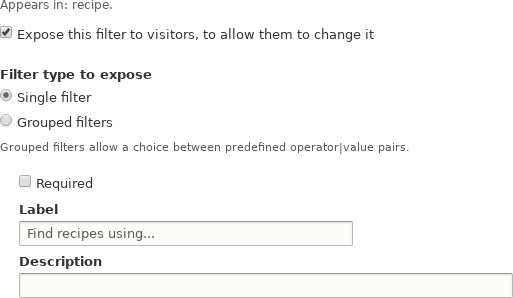 Appears in: recipe.
Expose this filter to visitors, to allow them to change it
Filter type to expose
Single filter
Grouped filters
Grouped filters allow a choice between predefined operator|value pairs.
Required
Label
Find recipes using...
Description